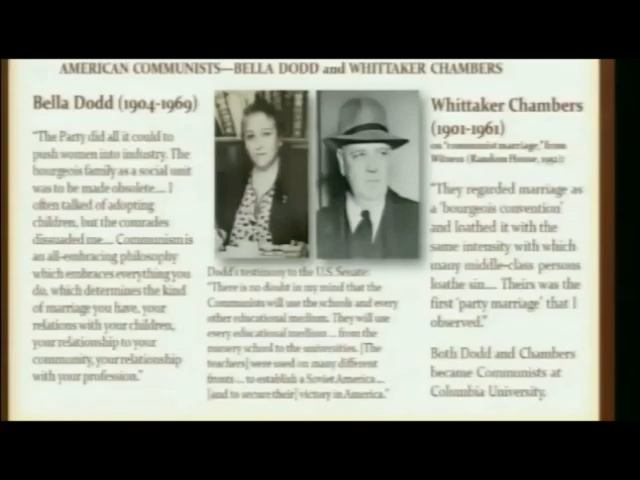 AMERICAN COMMUNISTS—BELLA DODD and WHITTAKER CHAMBERS
Bella Dodd (1904-1969)
"The Party did all it could to
push women into industry. The
bourgeois family as a social unit
was to be made obsolete.... I
often talked of adopting
children, but the comrades
dissuaded me.... Communism is
an all-embracing philosophy
which embraces everything you
do, which determines the kind
of marriage you have, your
relations with your children,
your relationship to your
community, your relationship
with your profession."
Dodd's testimony to the U.S. Senate:
"There is no doubt in my mind that the
Communists will use the schools and every
other educational medium. They will use
every educational medium ... from the
nursery school to the universities. [The
teachers] were used on many different
fronts ... to establish a Soviet America ...
[and to secure their] victory in America."
Whittaker Chambers
(1901-1961)
on "communist marriage," from
Witness (Random House, 1952):
"They regarded marriage as
a 'bourgeois convention'
and loathed it with the
same intensity with which
many middle-class persons
loathe sin.... Theirs was the
first 'party marriage' that I
observed."
Both Dodd and Chambers
became Communists at
Columbia University.